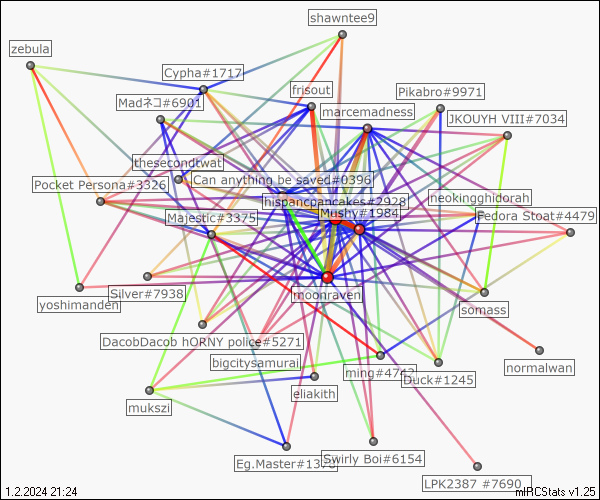 shawntee9
zebula
Cypha#1717
frisout
Pikabro#9971
Madネコ#6901
marcemadness
JKOUYH VIII#7034
thesecondtwat
Pocket Persona#3326
Can anything be saved#0396
hispancpancakes#2928
neokingghidorah
Majestic#3375
Mushy#1984
Fedora Stoat#4479
yoshimanden
Silver#7938
moonraven
somass
DacobDacob hORNY police#5271
bigcitysamurai
ming#4742
Duck#1245
normalwan
mukszi
eliakith
Eg.Master#1378
Swirly Boi#6154
LPK2387 #7690
1.2.2024 21:24
mIRCStats v1.25